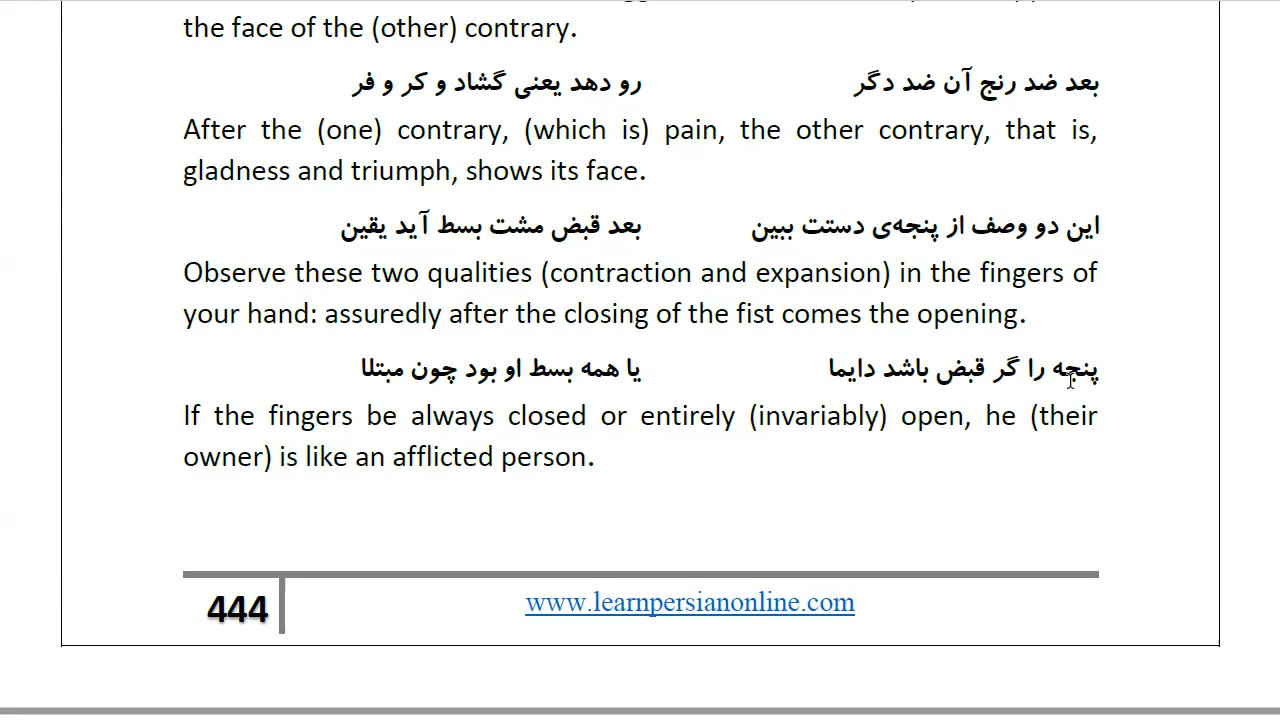 the face of the (other) contrary.
بعد ضد رنج آن ضد دگر رو دهد یعنی گشاد و کر و فر
After the (one) contrary, (which is) pain, the other contrary, that is,
gladness and triumph, shows its face.
این دو وصف از پنجه‌ی دستت ببین بعد قبض مشت بسط آید یقین
Observe these two qualities (contraction and expansion) in the fingers of
your hand: assuredly after the closing of the fist comes the opening.
پنجه را گر قبض باشد دایما یا همه بسط او بود چون مبتلا
If the fingers be always closed or entirely (invariably) open, he (their
owner) is like an afflicted person.
444 www.learnpersianonline.com